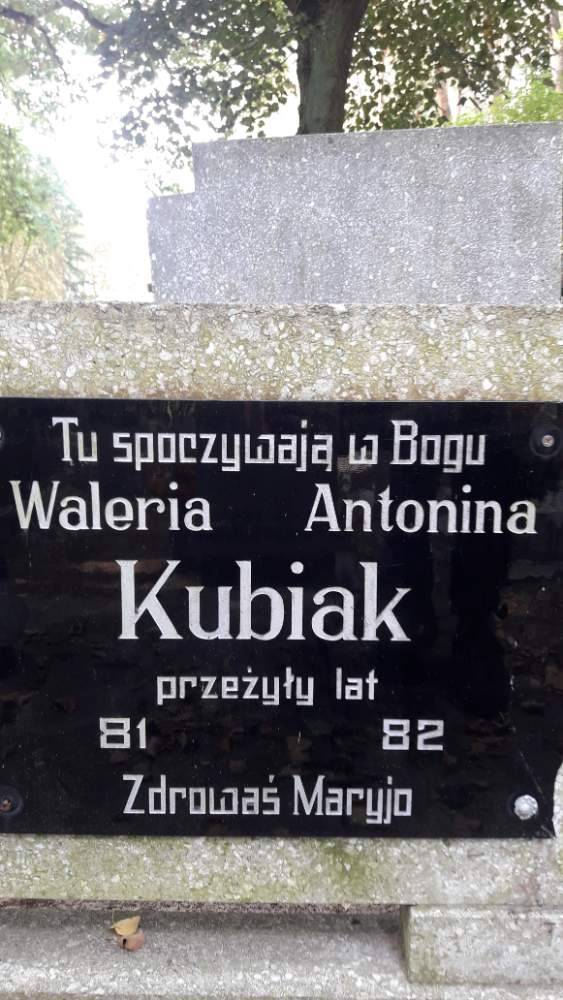 Tu spoczywają w Bogu
Waleria Antonina
Kubiak
przeżyły lat
81 82
Zdrowaś Maryjo